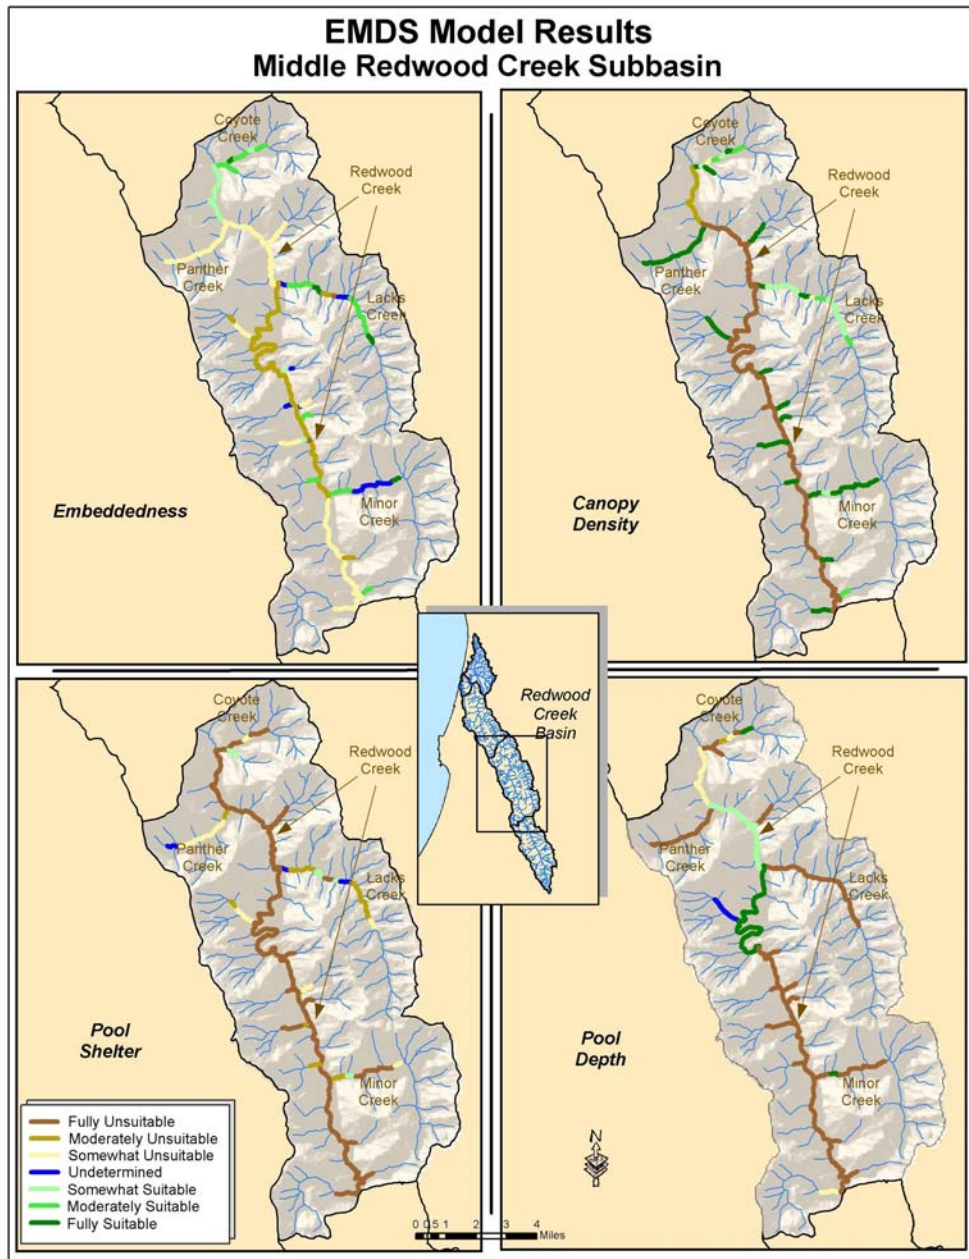 EMDS Model Results
Middle Redwood Creek Subbasin
Coyote
Creek
Redwood
Creek
Panther
Creek
Lacks
Creek
Minor
Creek
Embeddedness
Coyote
Creek
Redwood
Creek
Panther
Creek
Lacks
Creek
Minor
Creek
Canopy
Density
Redwood
Creek
Basin
Coyote
Creek
Redwood
Creek
Panther
Creek
Lacks
Creek
Minor
Creek
Pool
Shelter
Coyote
Creek
Redwood
Creek
Panther
Creek
Lacks
Creek
Minor
Creek
Pool
Depth
Fully Unsuitable
Moderately Unsuitable
Somewhat Unsuitable
Undetermined
Somewhat Suitable
Moderately Suitable
Fully Suitable
N
0 0.5 1 2 3 4
Miles